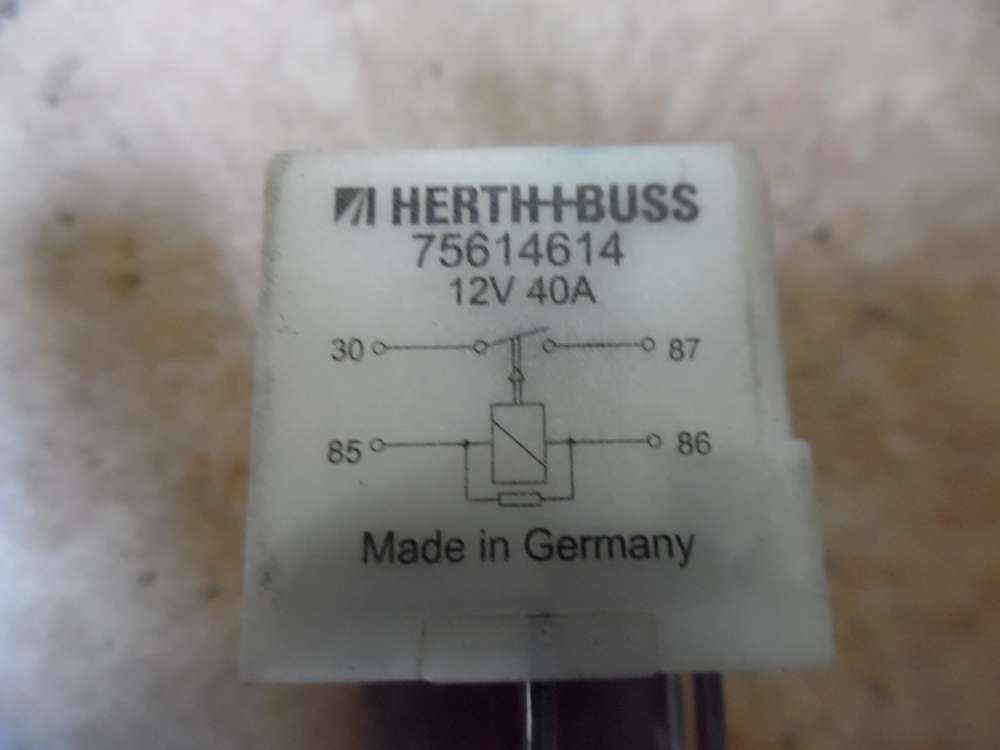 HERTH+BUSS
75614614
12V 40A
30 87
85 86
Made in Germany